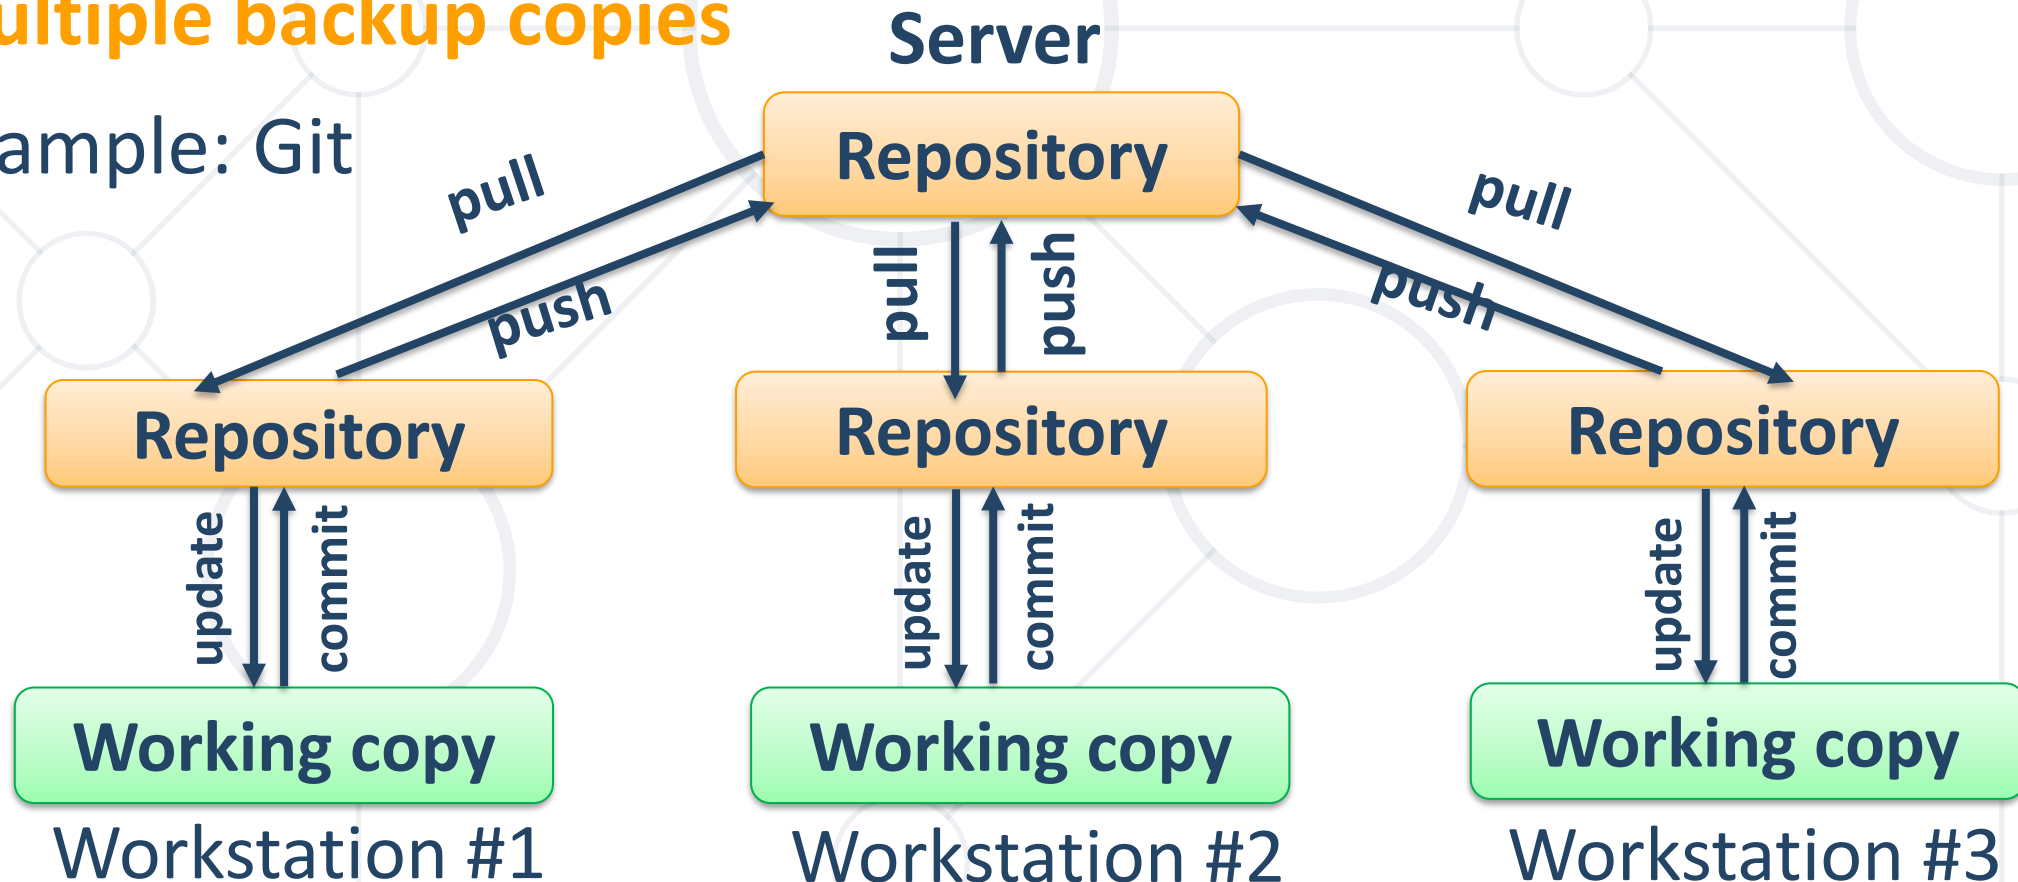 ultiple backup copies
Server
ample: Git
Repository
pull
push
pull
push
pull
push
Repository
Repository
Repository
update
commit
update
commit
update
commit
Working copy
Working copy
Working copy
Workstation #1
Workstation #2
Workstation #3